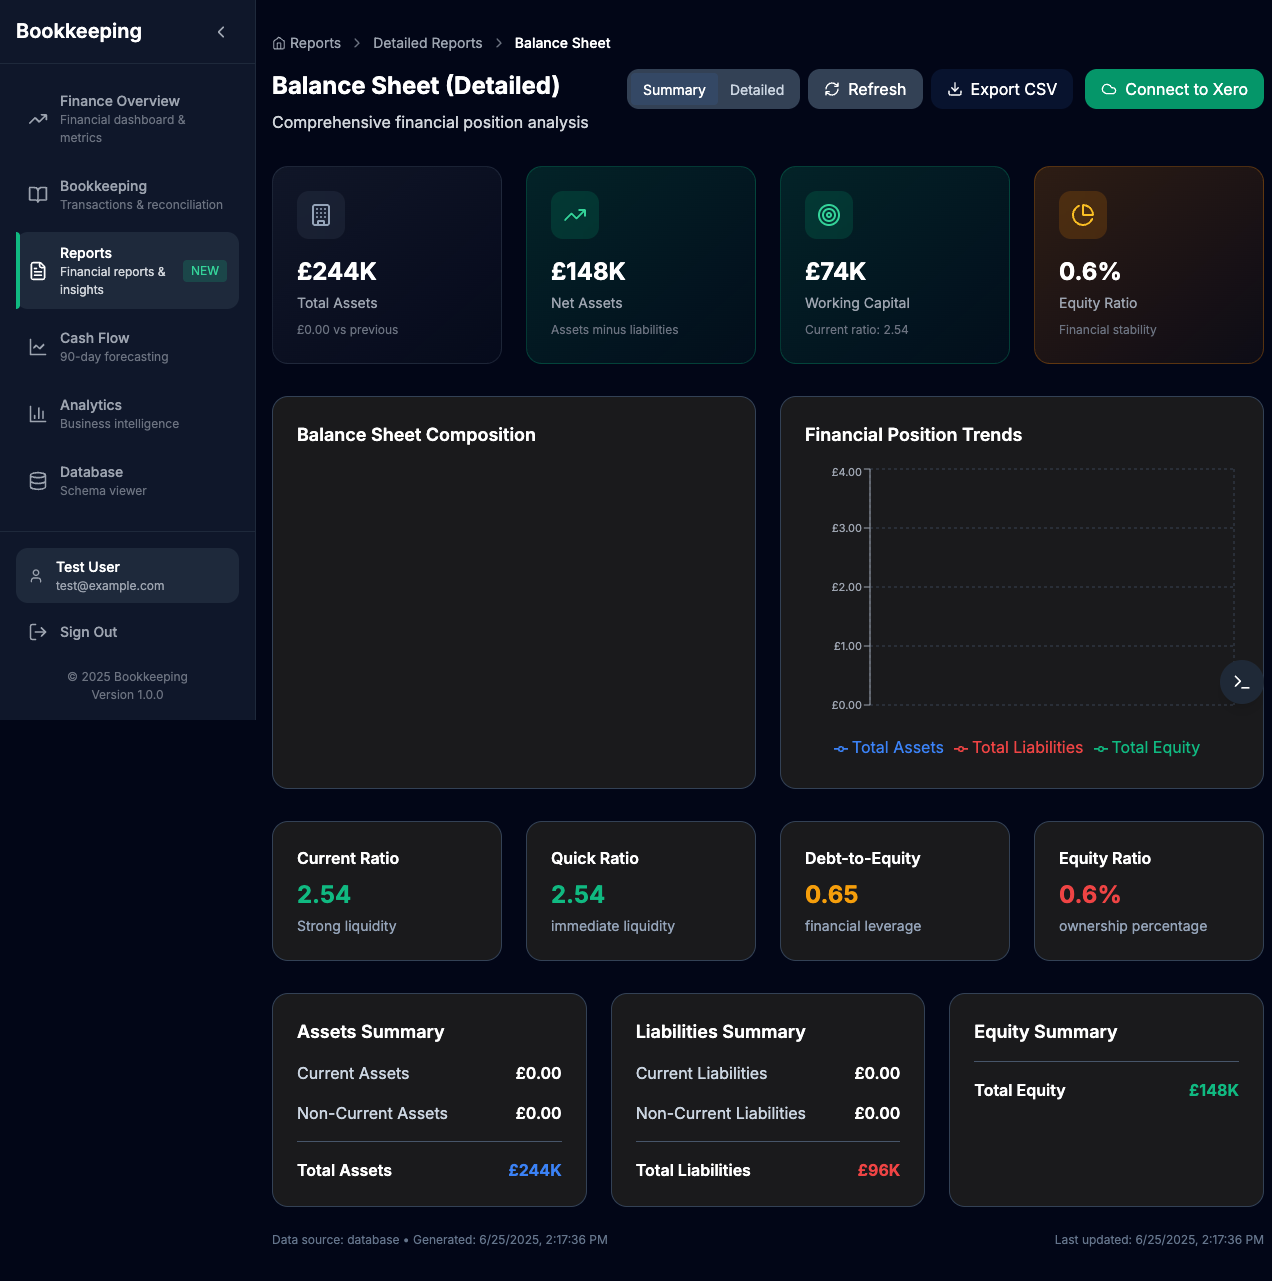 Bookkeeping
Finance Overview
Financial dashboard &
metrics
Bookkeeping
Transactions & reconciliation
Reports
Financial reports &
insights
NEW
Cash Flow
90-day forecasting
Analytics
Business intelligence
Database
Schema viewer
Test User
test@example.com
Sign Out
© 2025 Bookkeeping
Version 1.0.0
Reports > Detailed Reports > Balance Sheet
Balance Sheet (Detailed)
Comprehensive financial position analysis
Summary Detailed
Refresh
Export CSV
Connect to Xero
£244K
Total Assets
£0.00 vs previous
£148K
Net Assets
Assets minus liabilities
£74K
Working Capital
Current ratio: 2.54
0.6%
Equity Ratio
Financial stability
Balance Sheet Composition
Financial Position Trends
£4.00
£3.00
£2.00
£1.00
£0.00
Total Assets Total Liabilities Total Equity
Current Ratio
2.54
Strong liquidity
Quick Ratio
2.54
immediate liquidity
Debt-to-Equity
0.65
financial leverage
Equity Ratio
0.6%
ownership percentage
Assets Summary
Current Assets £0.00
Non-Current Assets £0.00
Total Assets £244K
Liabilities Summary
Current Liabilities £0.00
Non-Current Liabilities £0.00
Total Liabilities £96K
Equity Summary
Total Equity £148K
Data source: database • Generated: 6/25/2025, 2:17:36 PM
Last updated: 6/25/2025, 2:17:36 PM